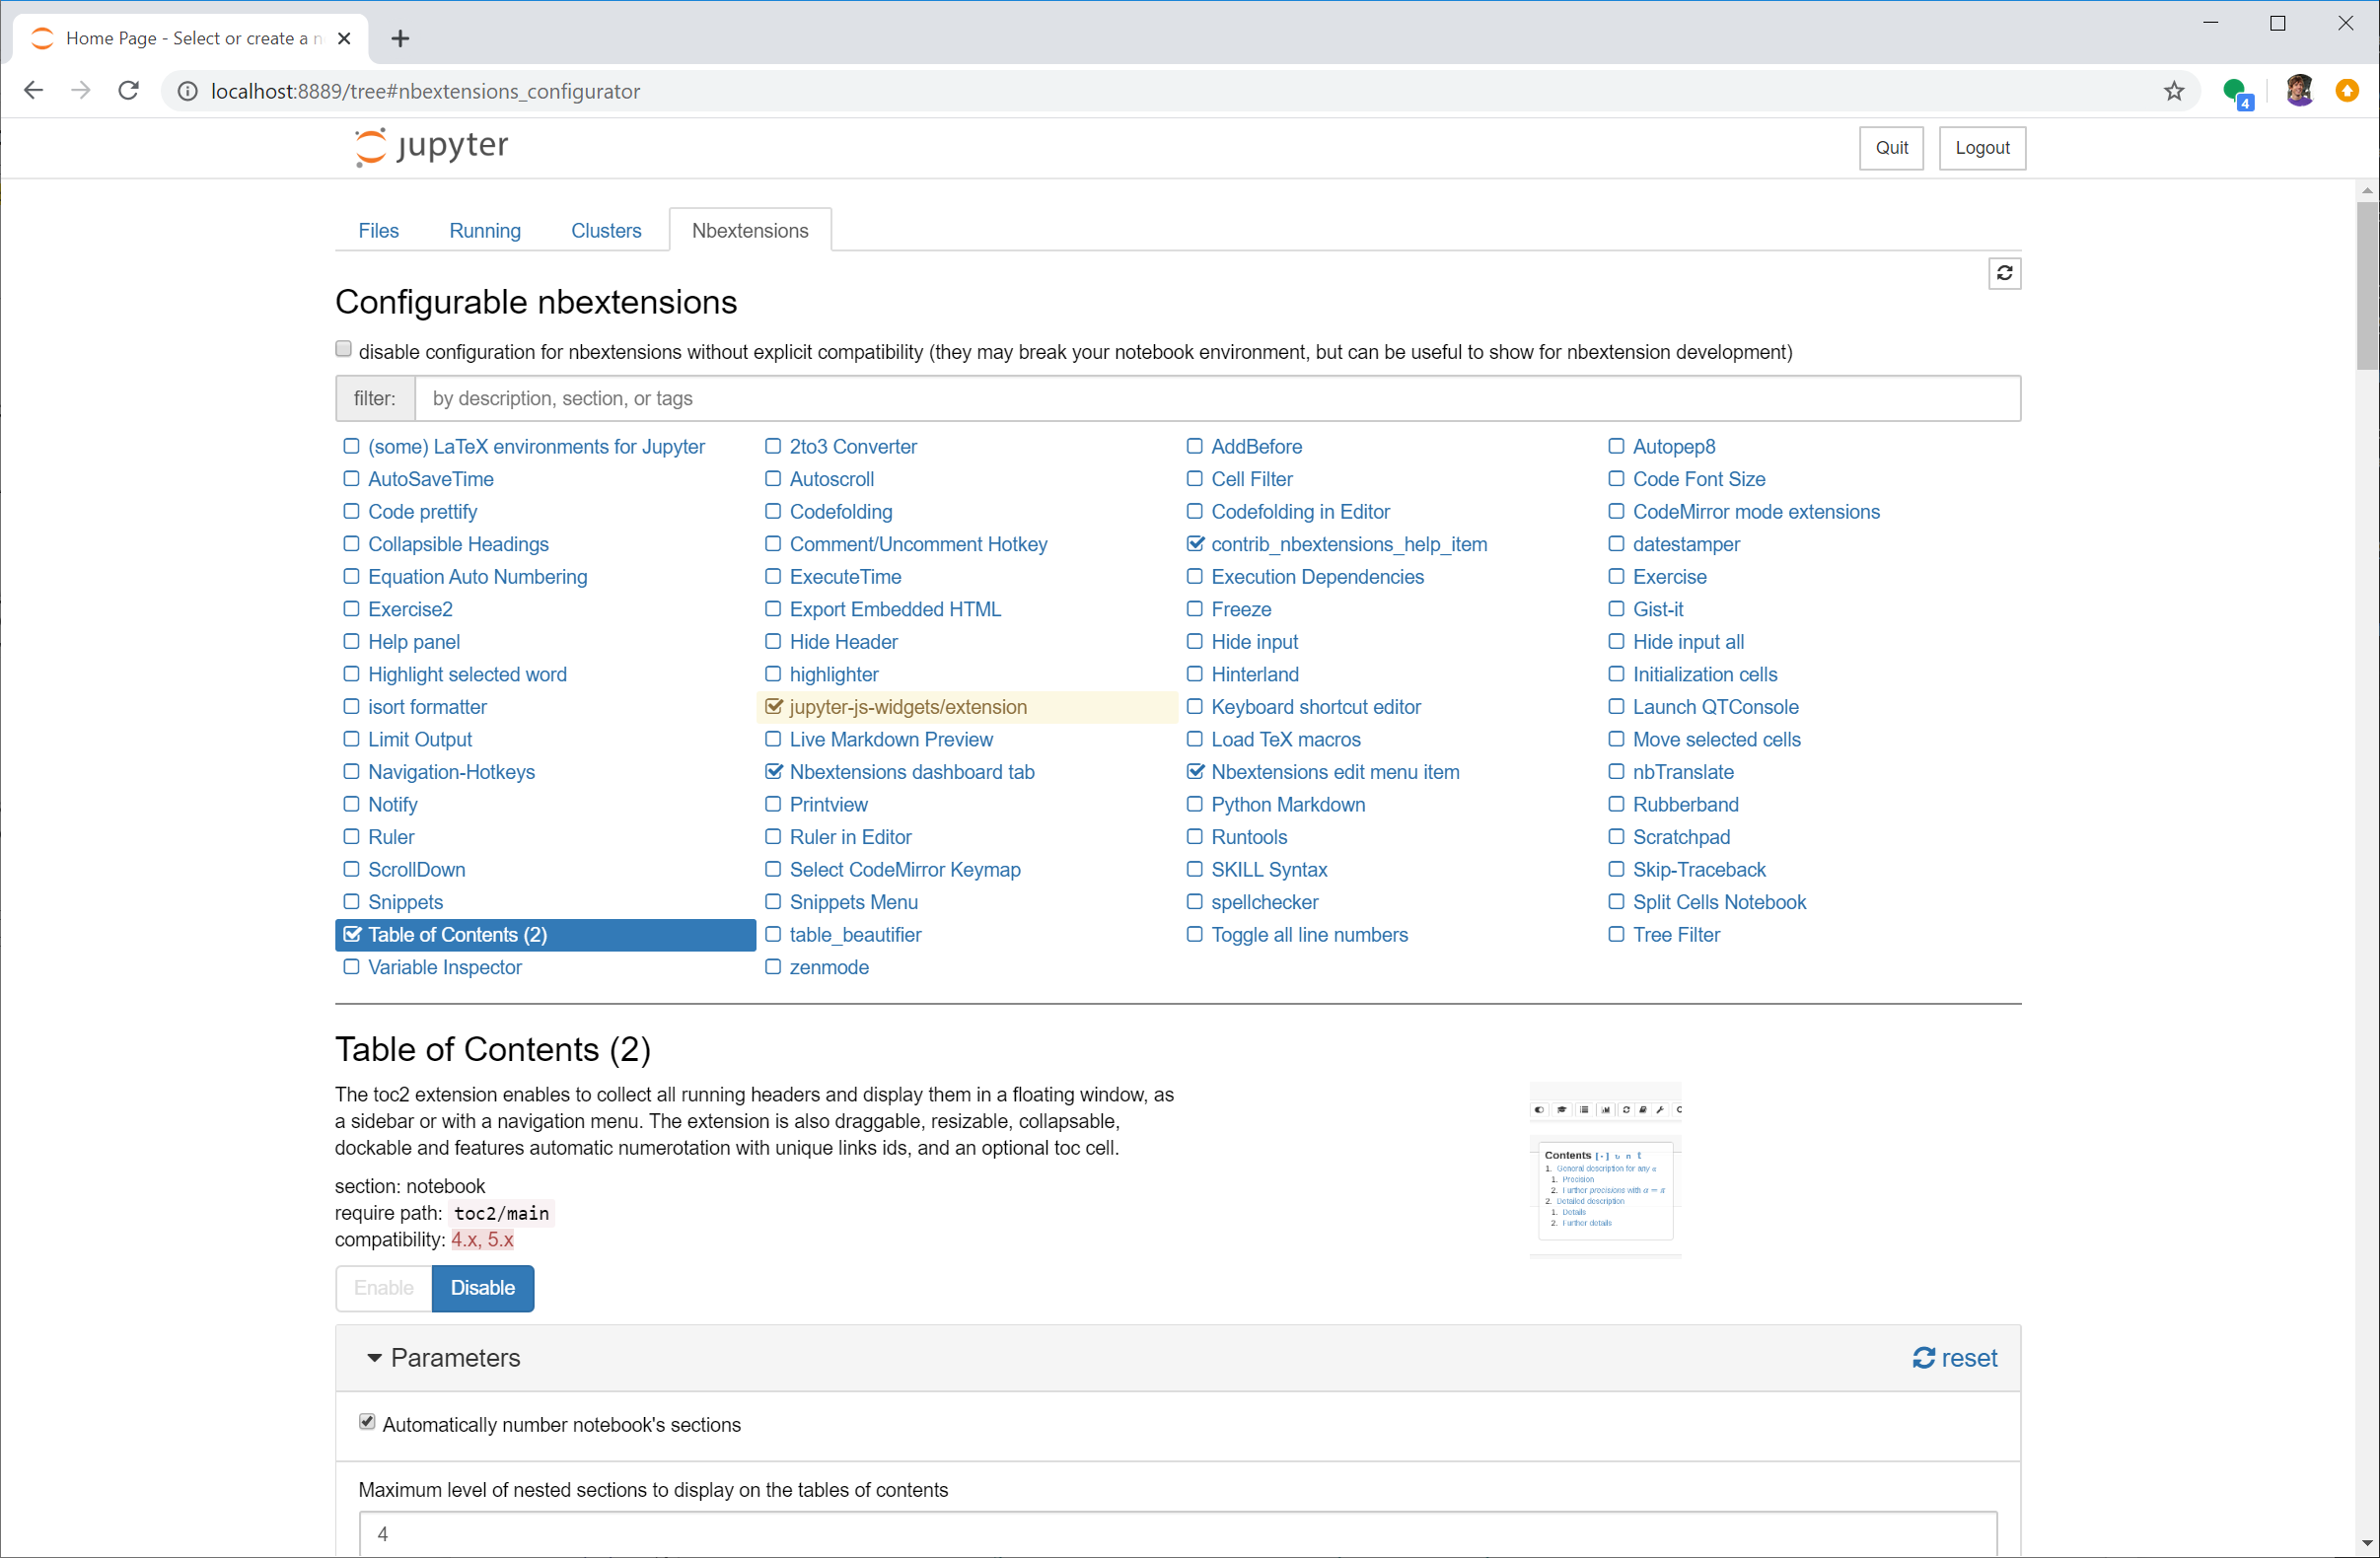 Home Page - Select or create a n
localhost:8889/tree#nbextensions_configurator
4
jupyter
Quit
Logout
Files Running Clusters Nbextensions
Configurable nbextensions
disable configuration for nbextensions without explicit compatibility (they may break your notebook environment, but can be useful to show for nbextension development)
filter: by description, section, or tags
(some) LaTeX environments for Jupyter 2to3 Converter AddBefore Autopep8
AutoSaveTime Autoscroll Cell Filter Code Font Size
Code prettify Codefolding Codefolding in Editor CodeMirror mode extensions
Collapsible Headings Comment/Uncomment Hotkey contrib_nbextensions_help_item datestamper
Equation Auto Numbering ExecuteTime Execution Dependencies Exercise
Exercise2 Export Embedded HTML Freeze Gist-it
Help panel Hide Header Hide input Hide input all
Highlight selected word highlighter Hinterland Initialization cells
isort formatter jupyter-js-widgets/extension Keyboard shortcut editor Launch QTConsole
Limit Output Live Markdown Preview Load TeX macros Move selected cells
Navigation-Hotkeys Nbextensions dashboard tab Nbextensions edit menu item nbTranslate
Notify Printview Python Markdown Rubberband
Ruler Ruler in Editor Runtools Scratchpad
ScrollDown Select CodeMirror Keymap SKILL Syntax Skip-Traceback
Snippets Snippets Menu spellchecker Split Cells Notebook
Table of Contents (2) table_beautifier Toggle all line numbers Tree Filter
Variable Inspector zenmode
Table of Contents (2)
The toc2 extension enables to collect all running headers and display them in a floating window, as
a sidebar or with a navigation menu. The extension is also draggable, resizable, collapsable,
dockable and features automatic numerotation with unique links ids, and an optional toc cell.
section: notebook
require path: toc2/main
compatibility: 4.x, 5.x
Enable Disable
Contents [-] n t
1. General description for any α
1. Precision
2. Further precisions with α = π
2. Detailed description
1. Details
2. Further details
Parameters
reset
Automatically number notebook's sections
Maximum level of nested sections to display on the tables of contents
4